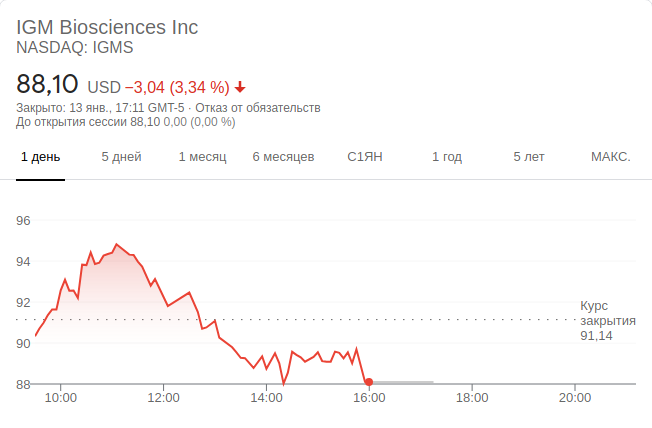 IGM Biosciences Inc
NASDAQ: IGMS
88,10 USD −3,04 (3,34 %)
Закрыто: 13 янв., 17:11 GMT-5 · Отказ от обязательств
До открытия сессии 88,10 0,00 (0,00 %)
1 день 5 дней 1 месяц 6 месяцев С1ЯН 1 год 5 лет МАКС.
96
94
92
90
88
Курс
закрытия
91,14
10:00 12:00 14:00 16:00 18:00 20:00